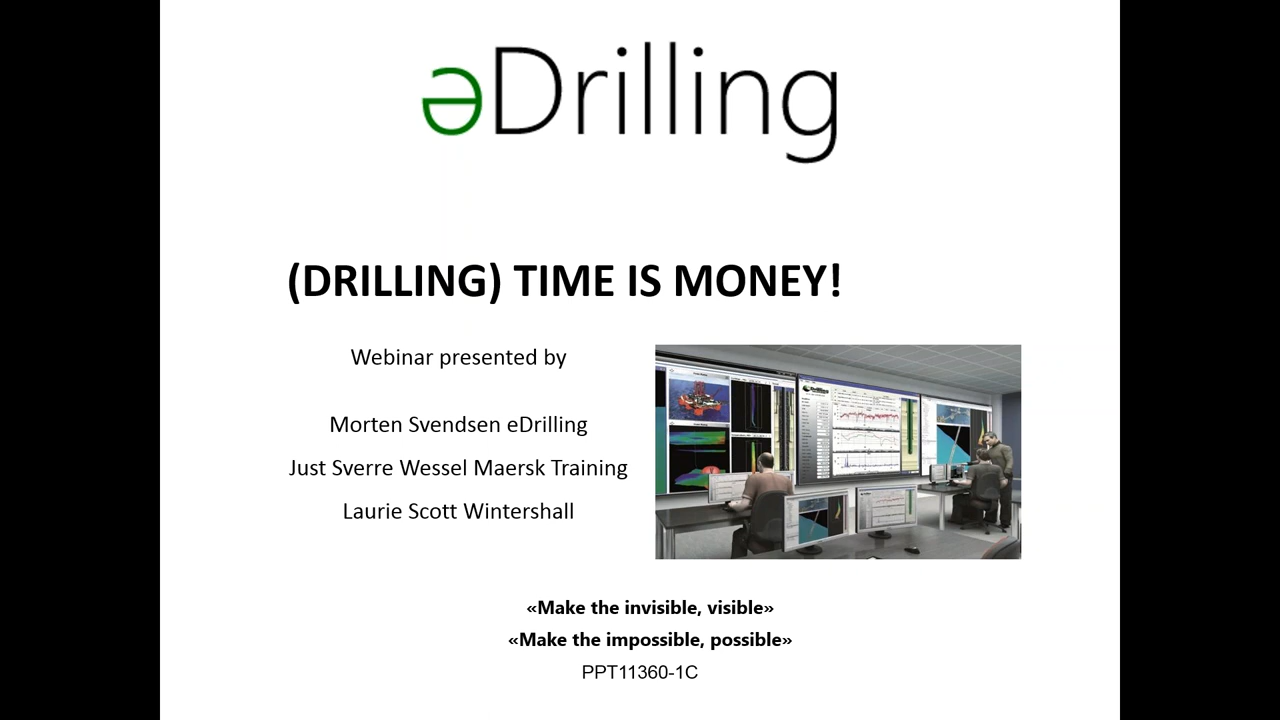 əDrilling
(DRILLING) TIME IS MONEY!
Webinar presented by
Morten Svendsen eDrilling
Just Sverre Wessel Maersk Training
Laurie Scott Wintershall
«Make the invisible, visible»
«Make the impossible, possible»
PPT11360-1C